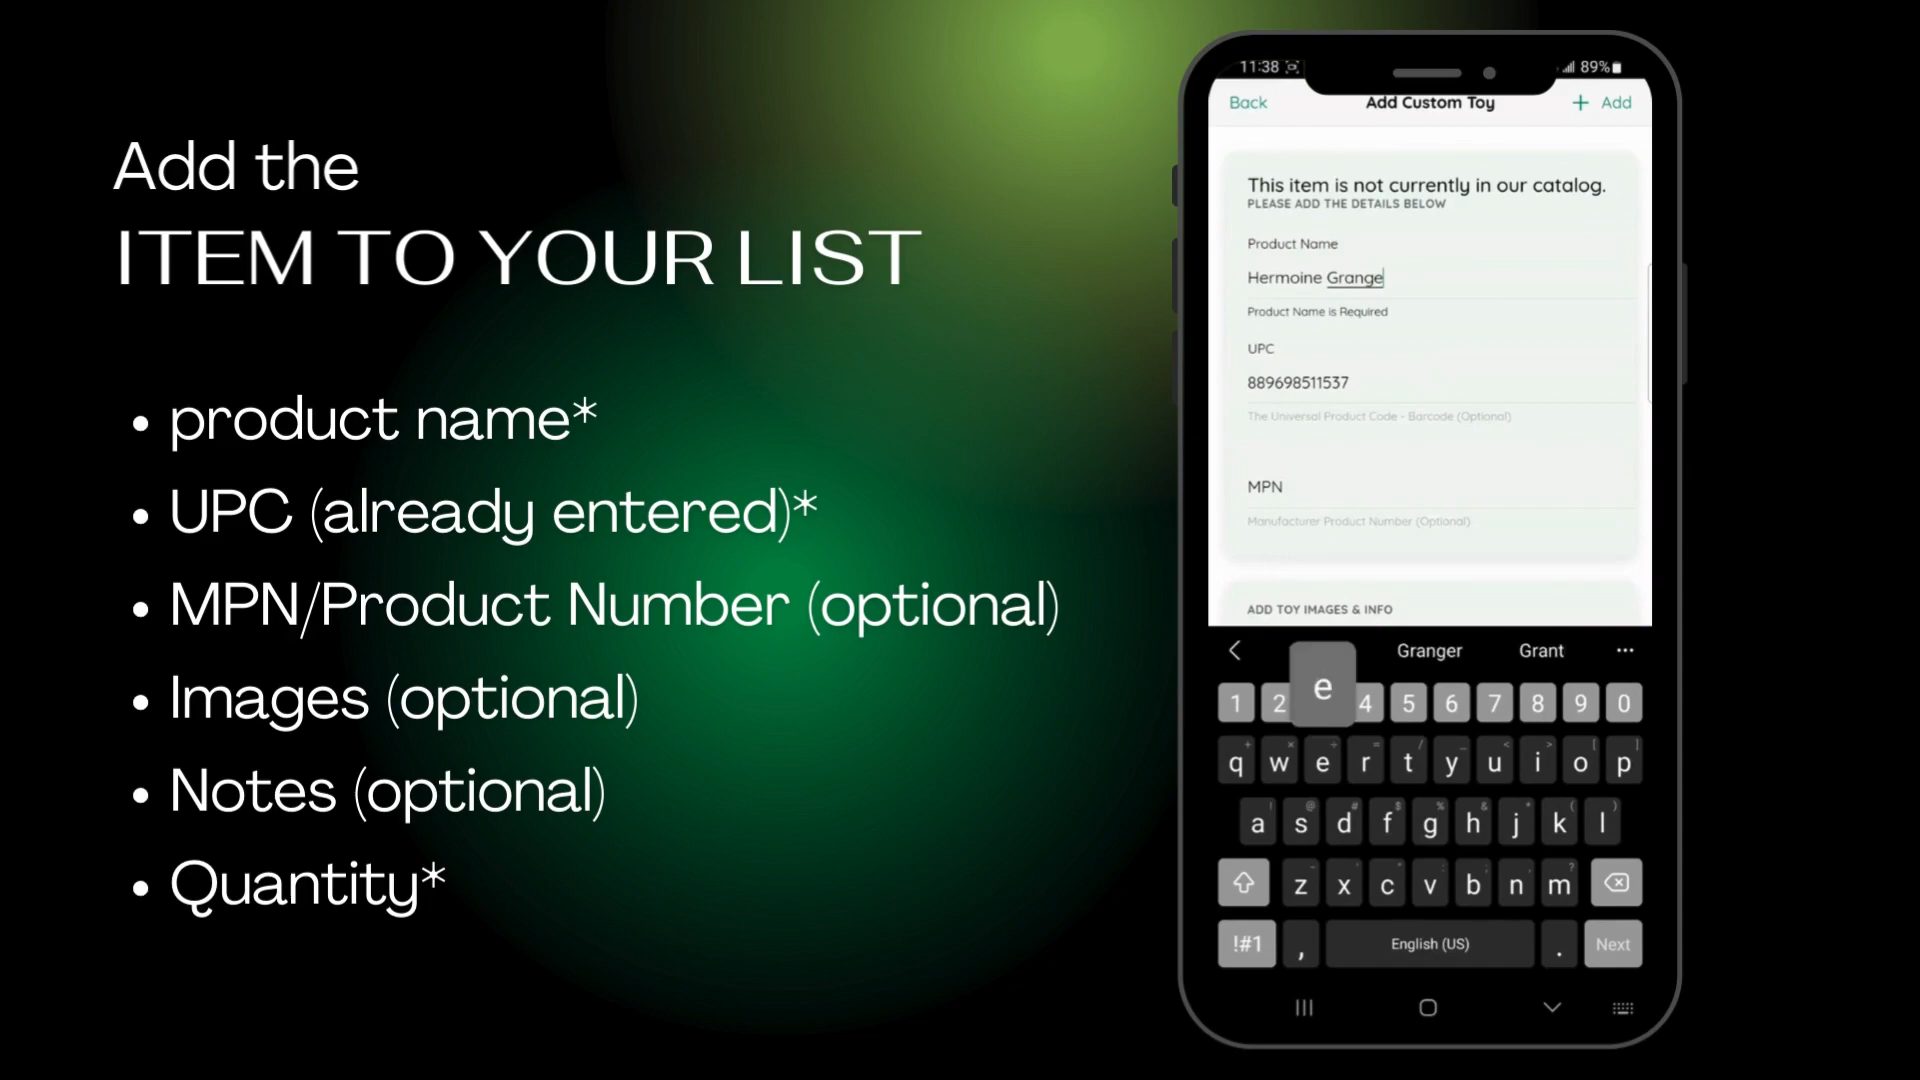 Add the
ITEM TO YOUR LIST
• product name*
• UPC (already entered)*
• MPN/Product Number (optional)
• Images (optional)
• Notes (optional)
• Quantity*
11:38 89%
Back Add Custom Toy + Add
This item is not currently in our catalog.
PLEASE ADD THE DETAILS BELOW
Product Name
Hermoine Grange
Product Name is Required
UPC
889698511537
The Universal Product Code - Barcode (Optional)
MPN
Manufacturer Product Number (Optional)
ADD TOY IMAGES & INFO
Granger Grant ...
e
1 2 4 5 6 7 8 9 0
q w e r t y u i o p
a s d f g h j k l
z x c v b n m
!#1 , English (US) . Next